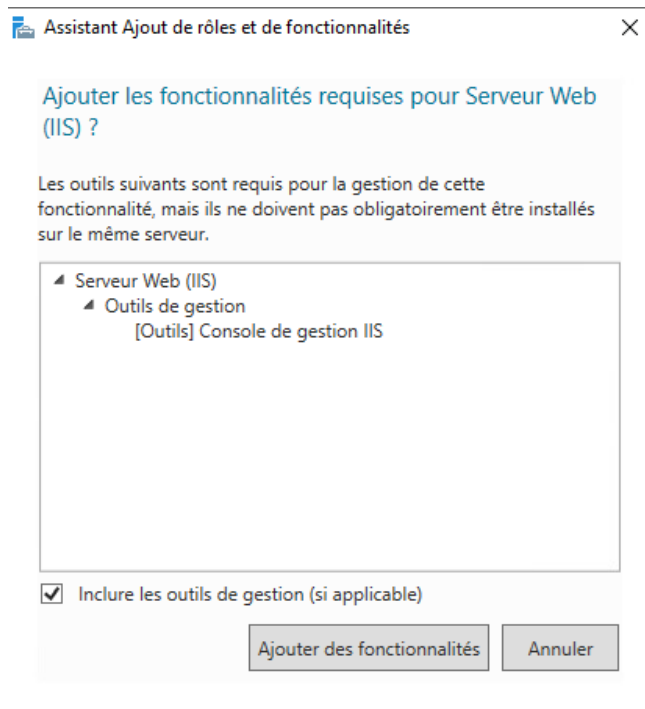 Assistant Ajout de rôles et de fonctionnalités
Ajouter les fonctionnalités requises pour Serveur Web
(IIS) ?
Les outils suivants sont requis pour la gestion de cette
fonctionnalité, mais ils ne doivent pas obligatoirement être installés
sur le même serveur.
Serveur Web (IIS)
Outils de gestion
[Outils] Console de gestion IIS
Inclure les outils de gestion (si applicable)
Ajouter des fonctionnalités Annuler